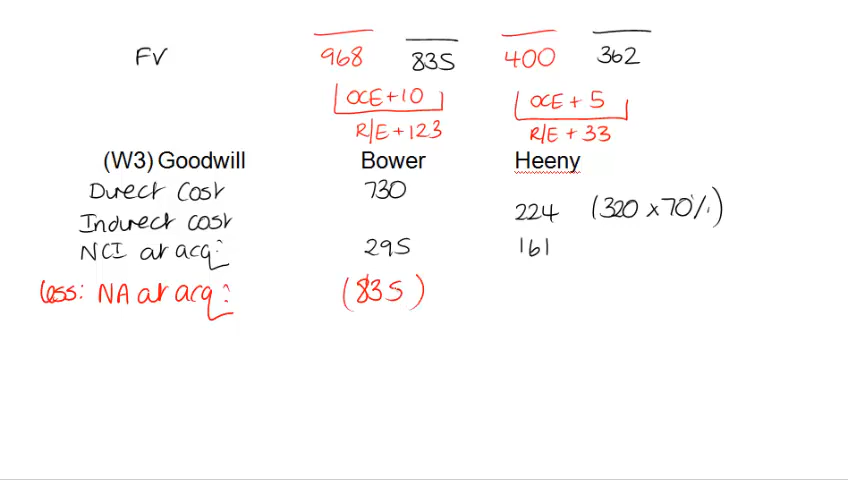 FV 968 835 400 362
OCE+10 OCE + 5
R/E +123 R/E + 33
(W3) Goodwill Bower Heeny
Direct Cost 730
Indirect cost 224 (320 x 70%)
NCI at acq: 295 161
less: NA at acq: (835)